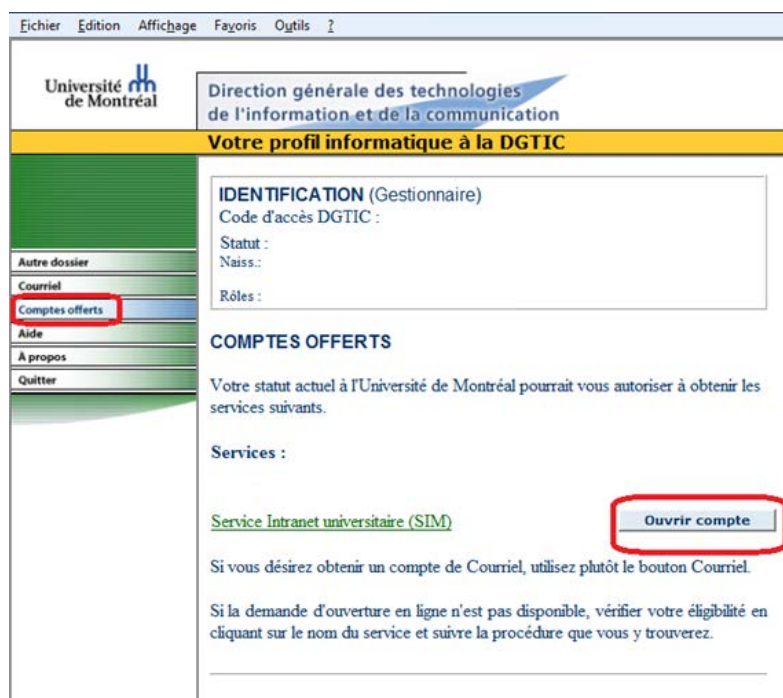 Fichier Edition Affichage Favoris Outils ?
Université
de Montréal
Direction générale des technologies
de l'information et de la communication
Votre profil informatique à la DGTIC
IDENTIFICATION (Gestionnaire)
Code d'accès DGTIC :
Statut :
Naiss.:
Rôles :
Autre dossier
Courriel
Comptes offerts
Aide
À propos
Quitter
COMPTES OFFERTS
Votre statut actuel à l'Université de Montréal pourrait vous autoriser à obtenir les
services suivants.
Services :
Service Intranet universitaire (SIM)
Ouvrir compte
Si vous désirez obtenir un compte de Courriel, utilisez plutôt le bouton Courriel.
Si la demande d'ouverture en ligne n'est pas disponible, vérifier votre éligibilité en
cliquant sur le nom du service et suivre la procédure que vous y trouverez.